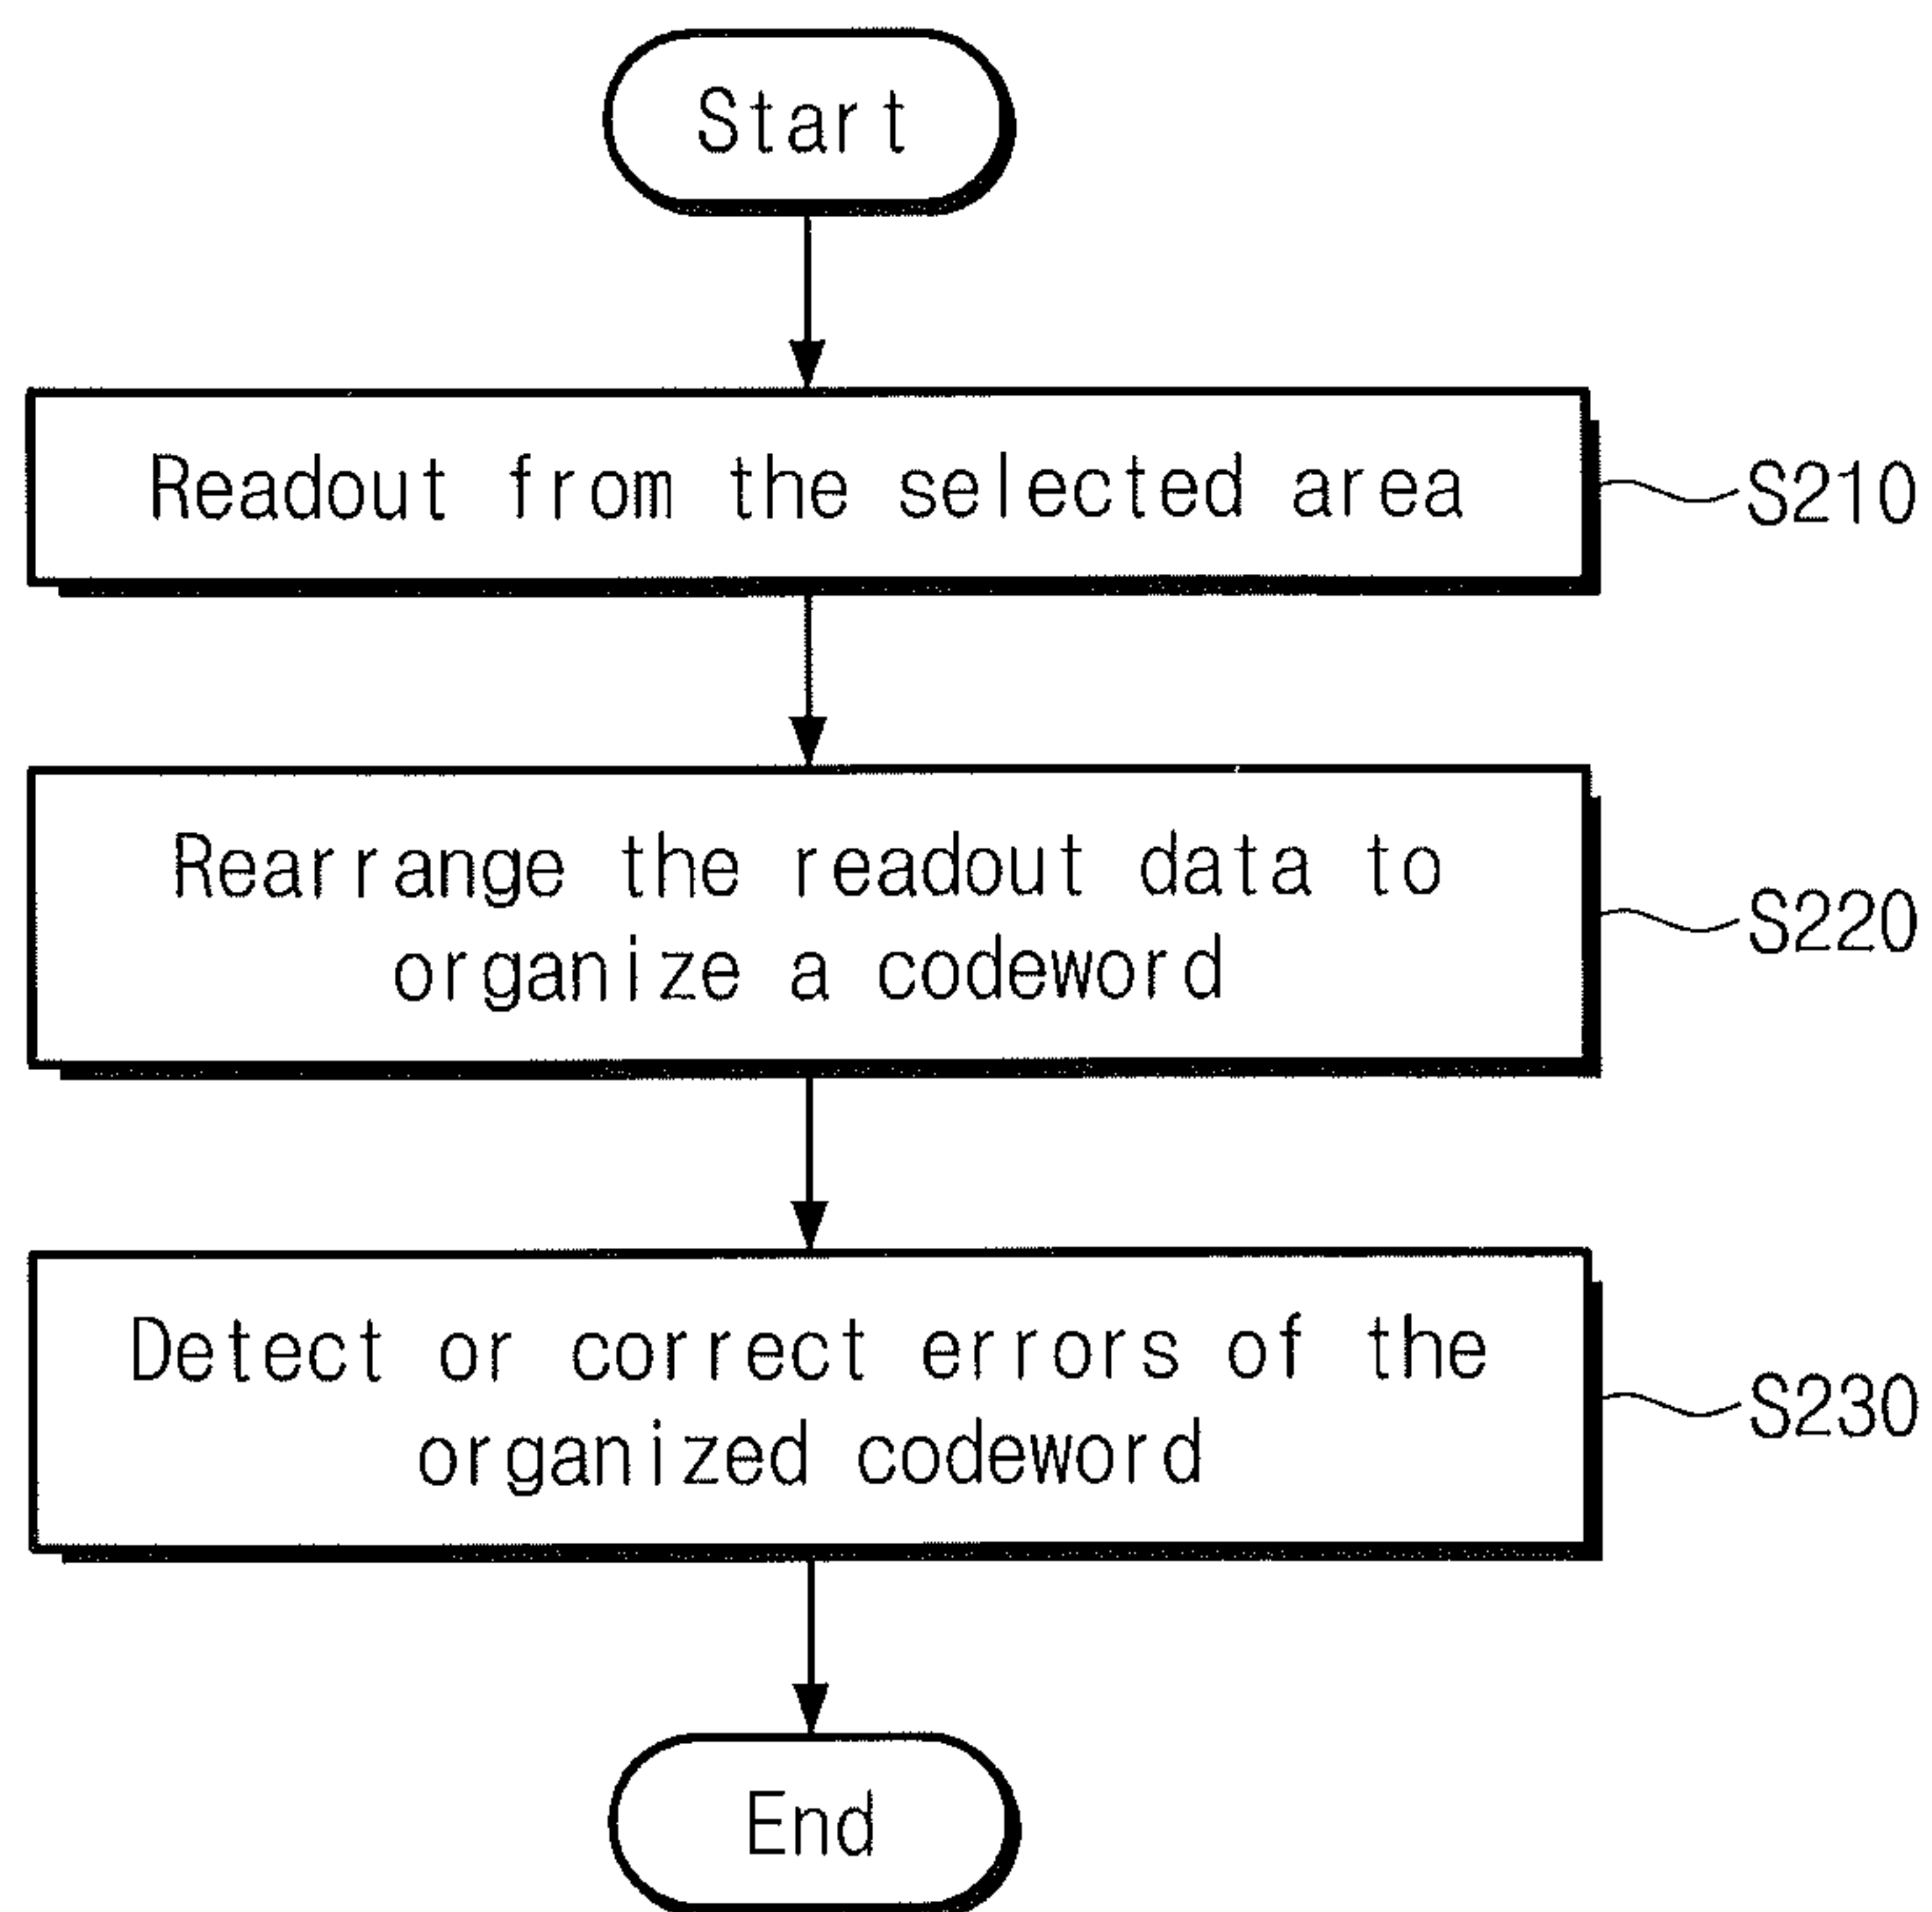 Start
Readout from the selected area
S210
Rearrange the readout data to
organize a codeword
S220
Detect or correct errors of the
organized codeword
S230
End